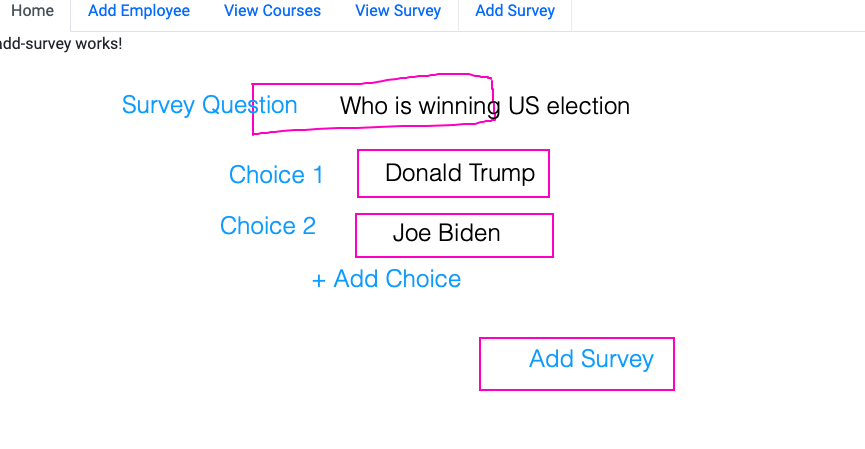 Home Add Employee View Courses View Survey Add Survey
add-survey works!
Survey Question Who is winning US election
Choice 1 Donald Trump
Choice 2 Joe Biden
+ Add Choice
Add Survey